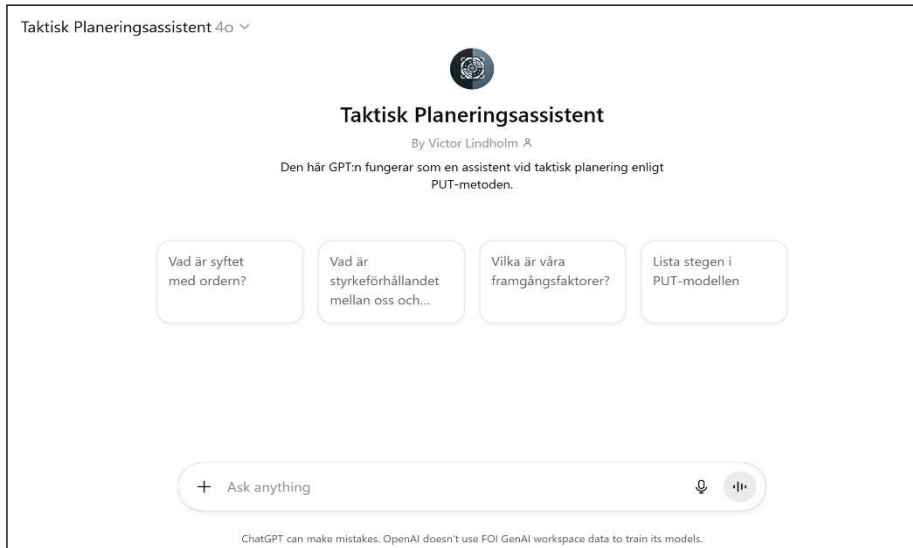 Taktisk Planeringsassistent 4o
Taktisk Planeringsassistent
By Victor Lindholm
Den här GPT:n fungerar som en assistent vid taktisk planering enligt
PUT-metoden.
Vad är syftet
med ordern?
Vad är
styrkeförhållandet
mellan oss och...
Vilka är våra
framgångsfaktorer?
Lista stegen i
PUT-modellen
Ask anything
ChatGPT can make mistakes. OpenAI doesn't use FOI GenAI workspace data to train its models.